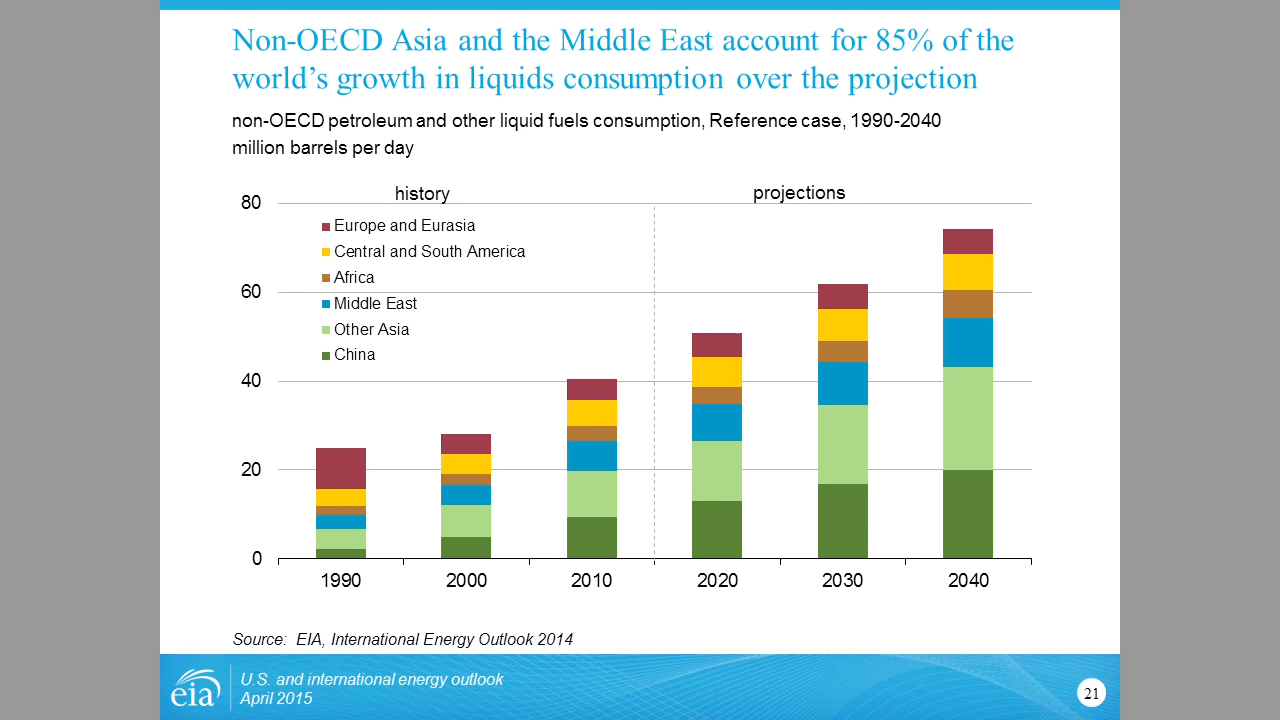 Non-OECD Asia and the Middle East account for 85% of the
world’s growth in liquids consumption over the projection
non-OECD petroleum and other liquid fuels consumption, Reference case, 1990-2040
million barrels per day
history
projections
80
60
40
20
0
Europe and Eurasia
Central and South America
Africa
Middle East
Other Asia
China
1990
2000
2010
2020
2030
2040
Source: EIA, International Energy Outlook 2014
eia
U.S. and international energy outlook
April 2015
21